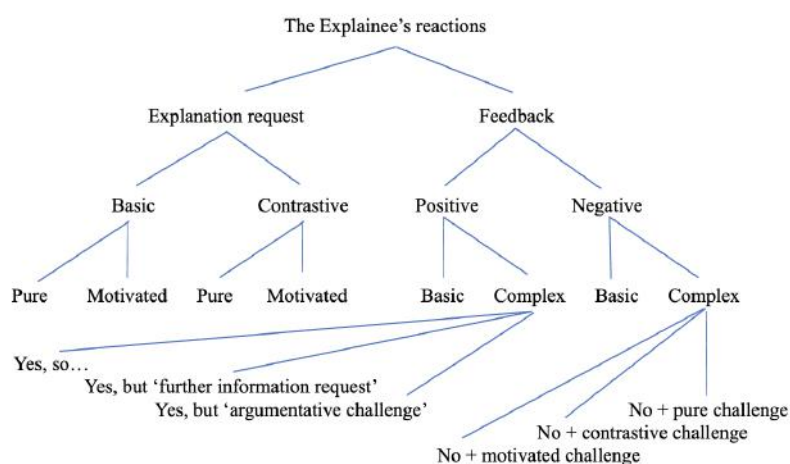 The Explainee’s reactions
Explanation request
Feedback
Basic
Contrastive
Positive
Negative
Pure
Motivated
Pure
Motivated
Basic
Complex
Basic
Complex
Yes, so…
Yes, but ‘further information request’
Yes, but ‘argumentative challenge’
No + pure challenge
No + contrastive challenge
No + motivated challenge